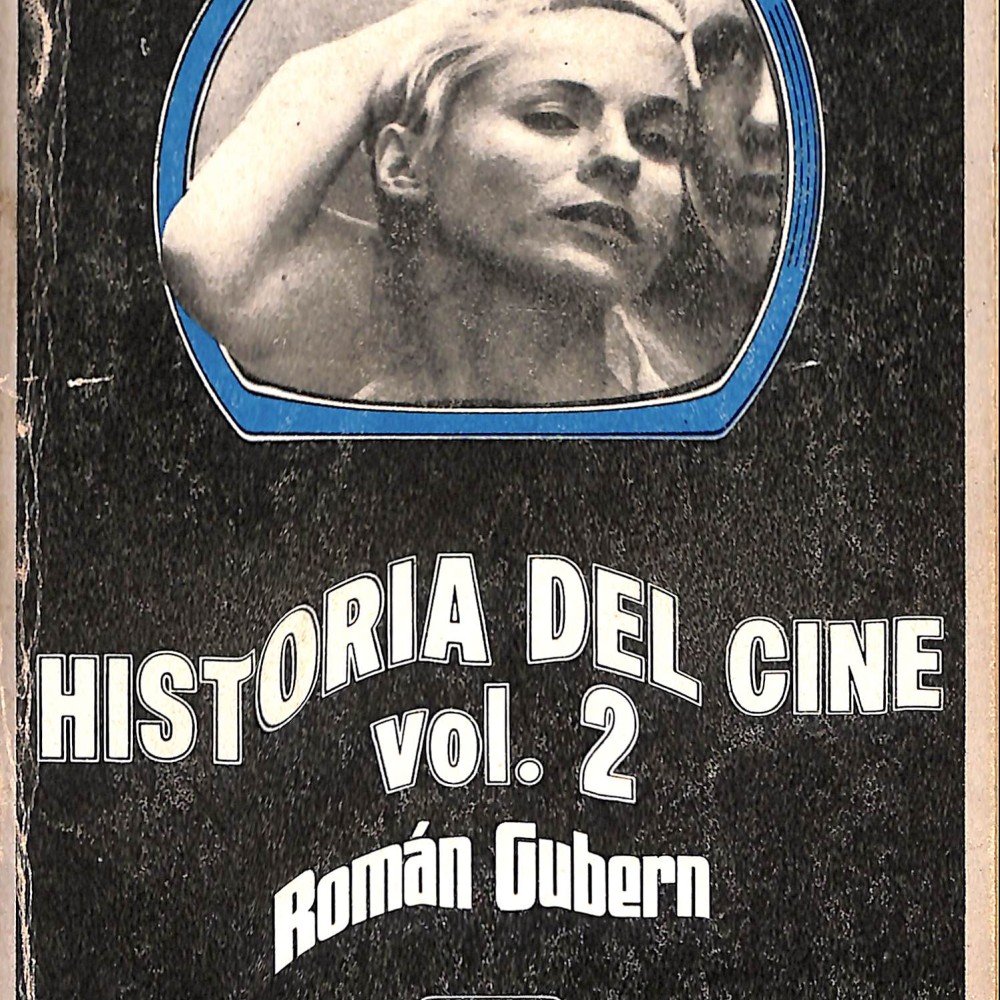 HISTORIA DEL CINE
vol. 2
Román Gubern